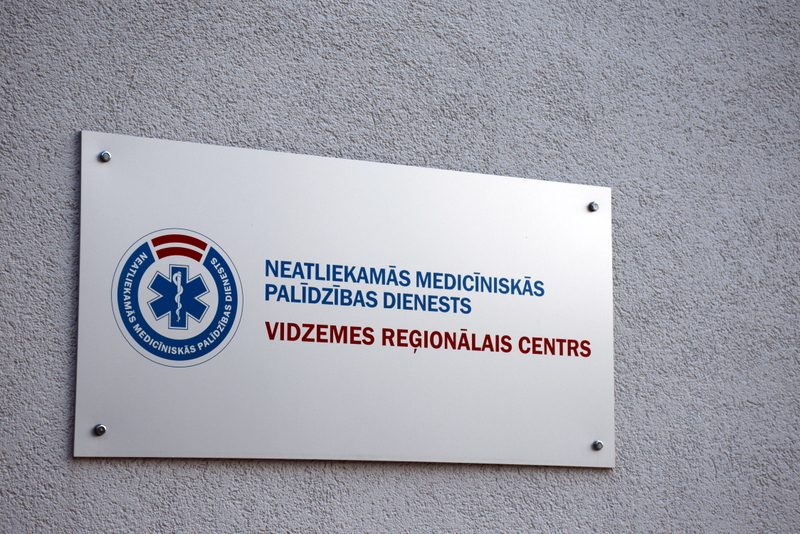 NEATLIEKAMĀS MEDICĪNISKĀS PALĪDZĪBAS DIENESTS
NEATLIEKAMĀS MEDICĪNISKĀS
PALĪDZĪBAS DIENESTS
VIDZEMES REĢIONĀLAIS CENTRS